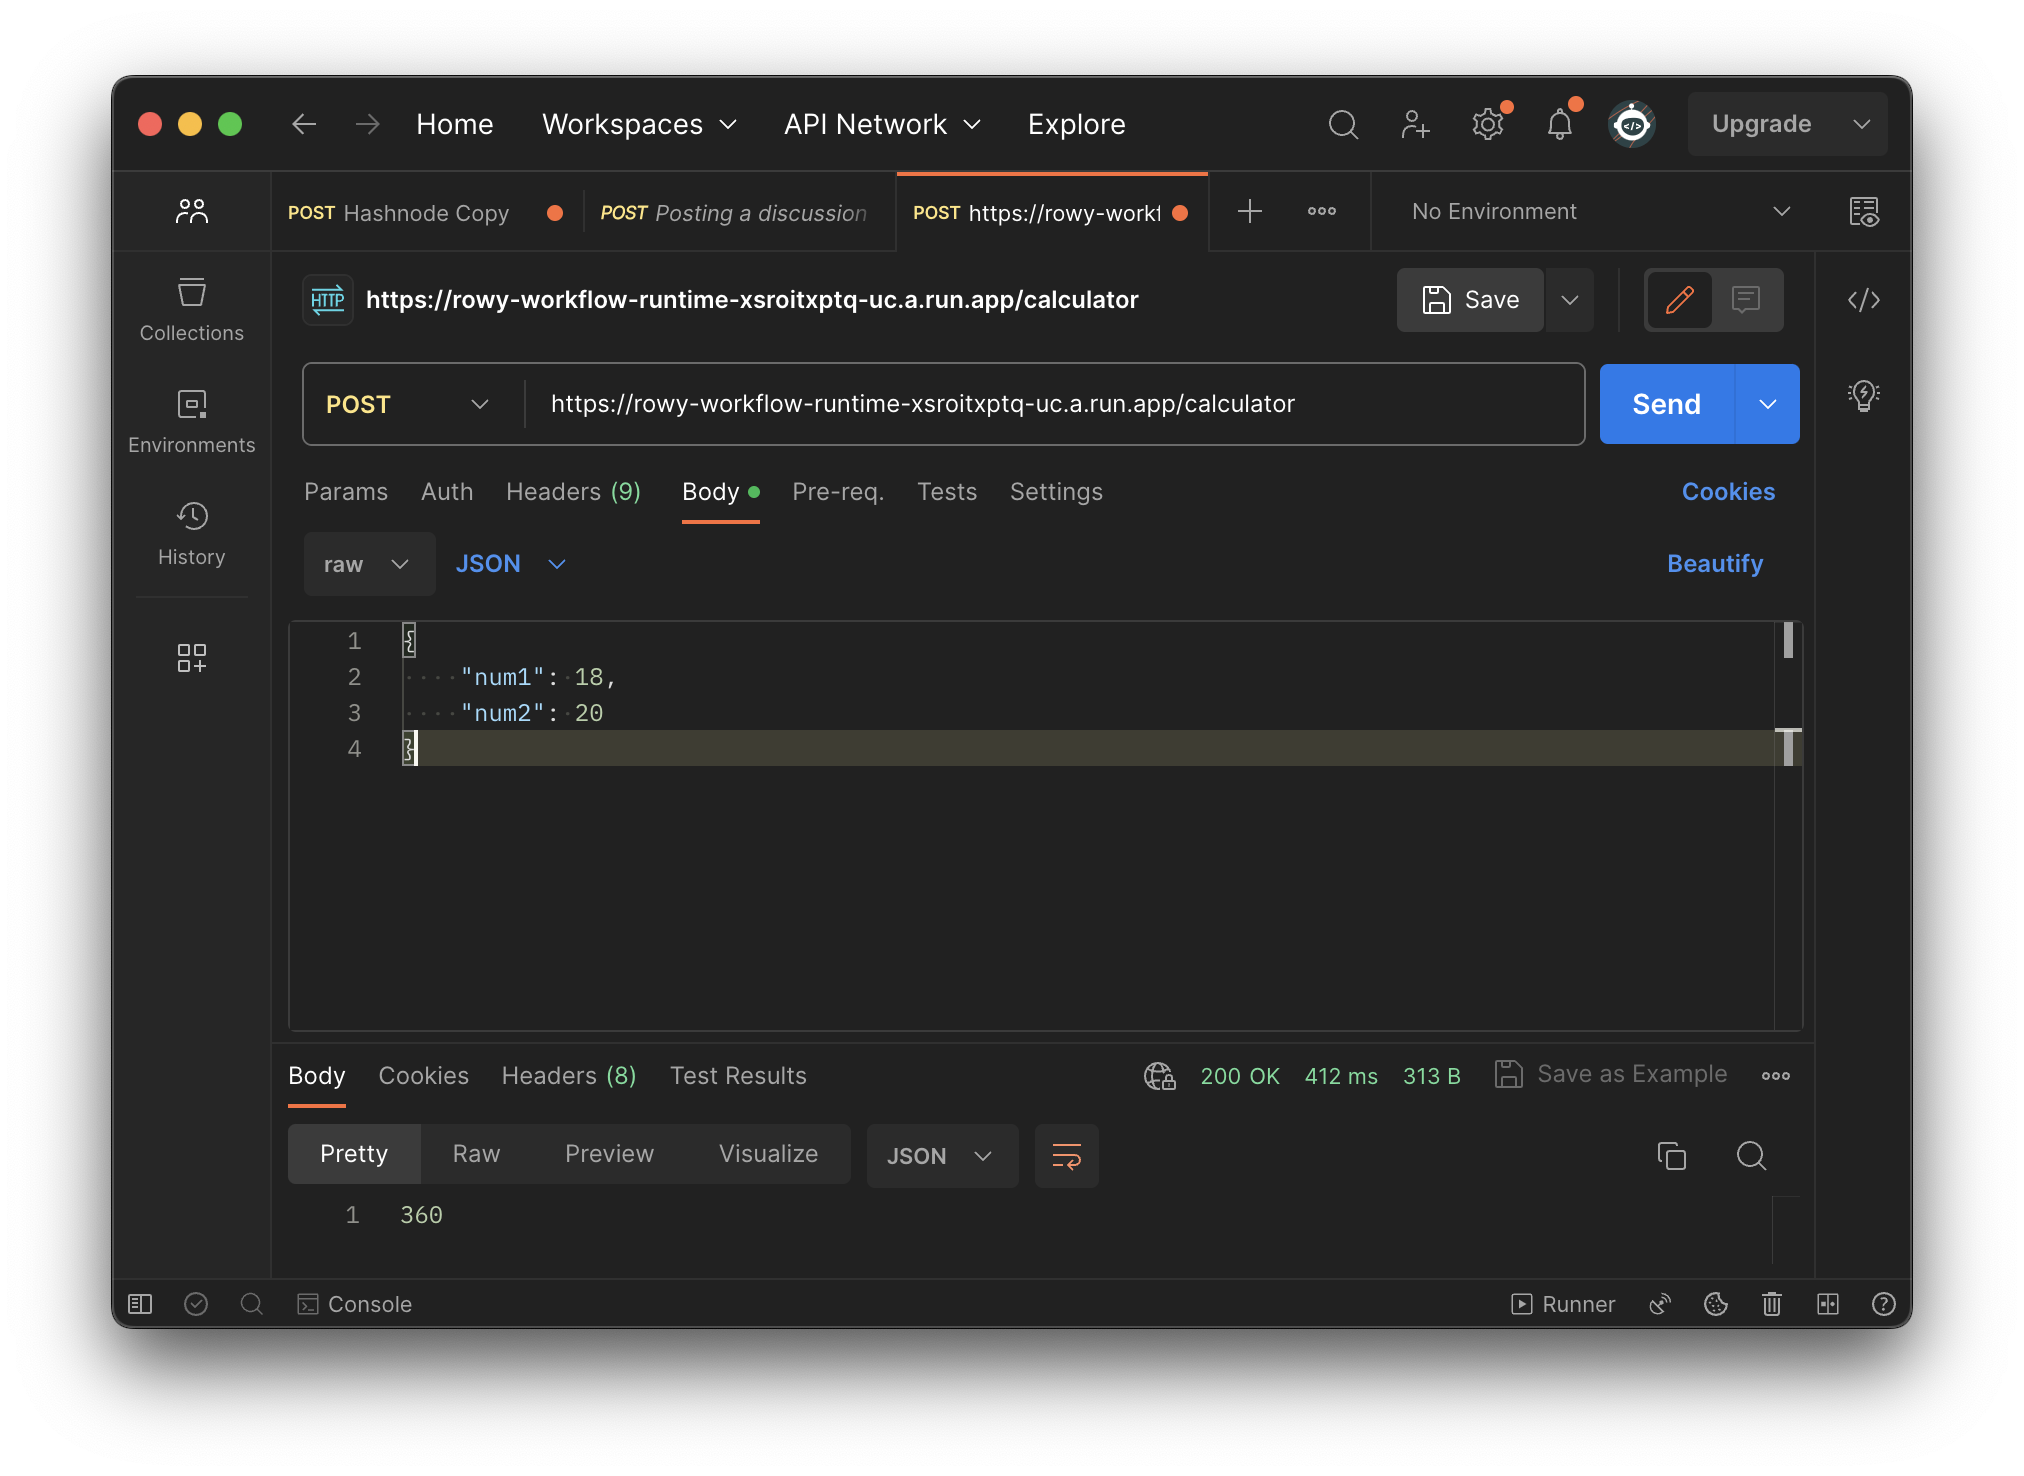 Home Workspaces API Network Explore Upgrade
POST Hashnode Copy POST Posting a discussion POST https://rowy-workf No Environment
HTTP https://rowy-workflow-runtime-xsroitxptq-uc.a.run.app/calculator Save
Collections
POST https://rowy-workflow-runtime-xsroitxptq-uc.a.run.app/calculator Send
Environments
Params Auth Headers (9) Body Pre-req. Tests Settings Cookies
History
raw JSON Beautify
1 {
2 "num1": 18,
3 "num2": 20
4 }
Body Cookies Headers (8) Test Results 200 OK 412 ms 313 B Save as Example
Pretty Raw Preview Visualize JSON
1 360
Console Runner